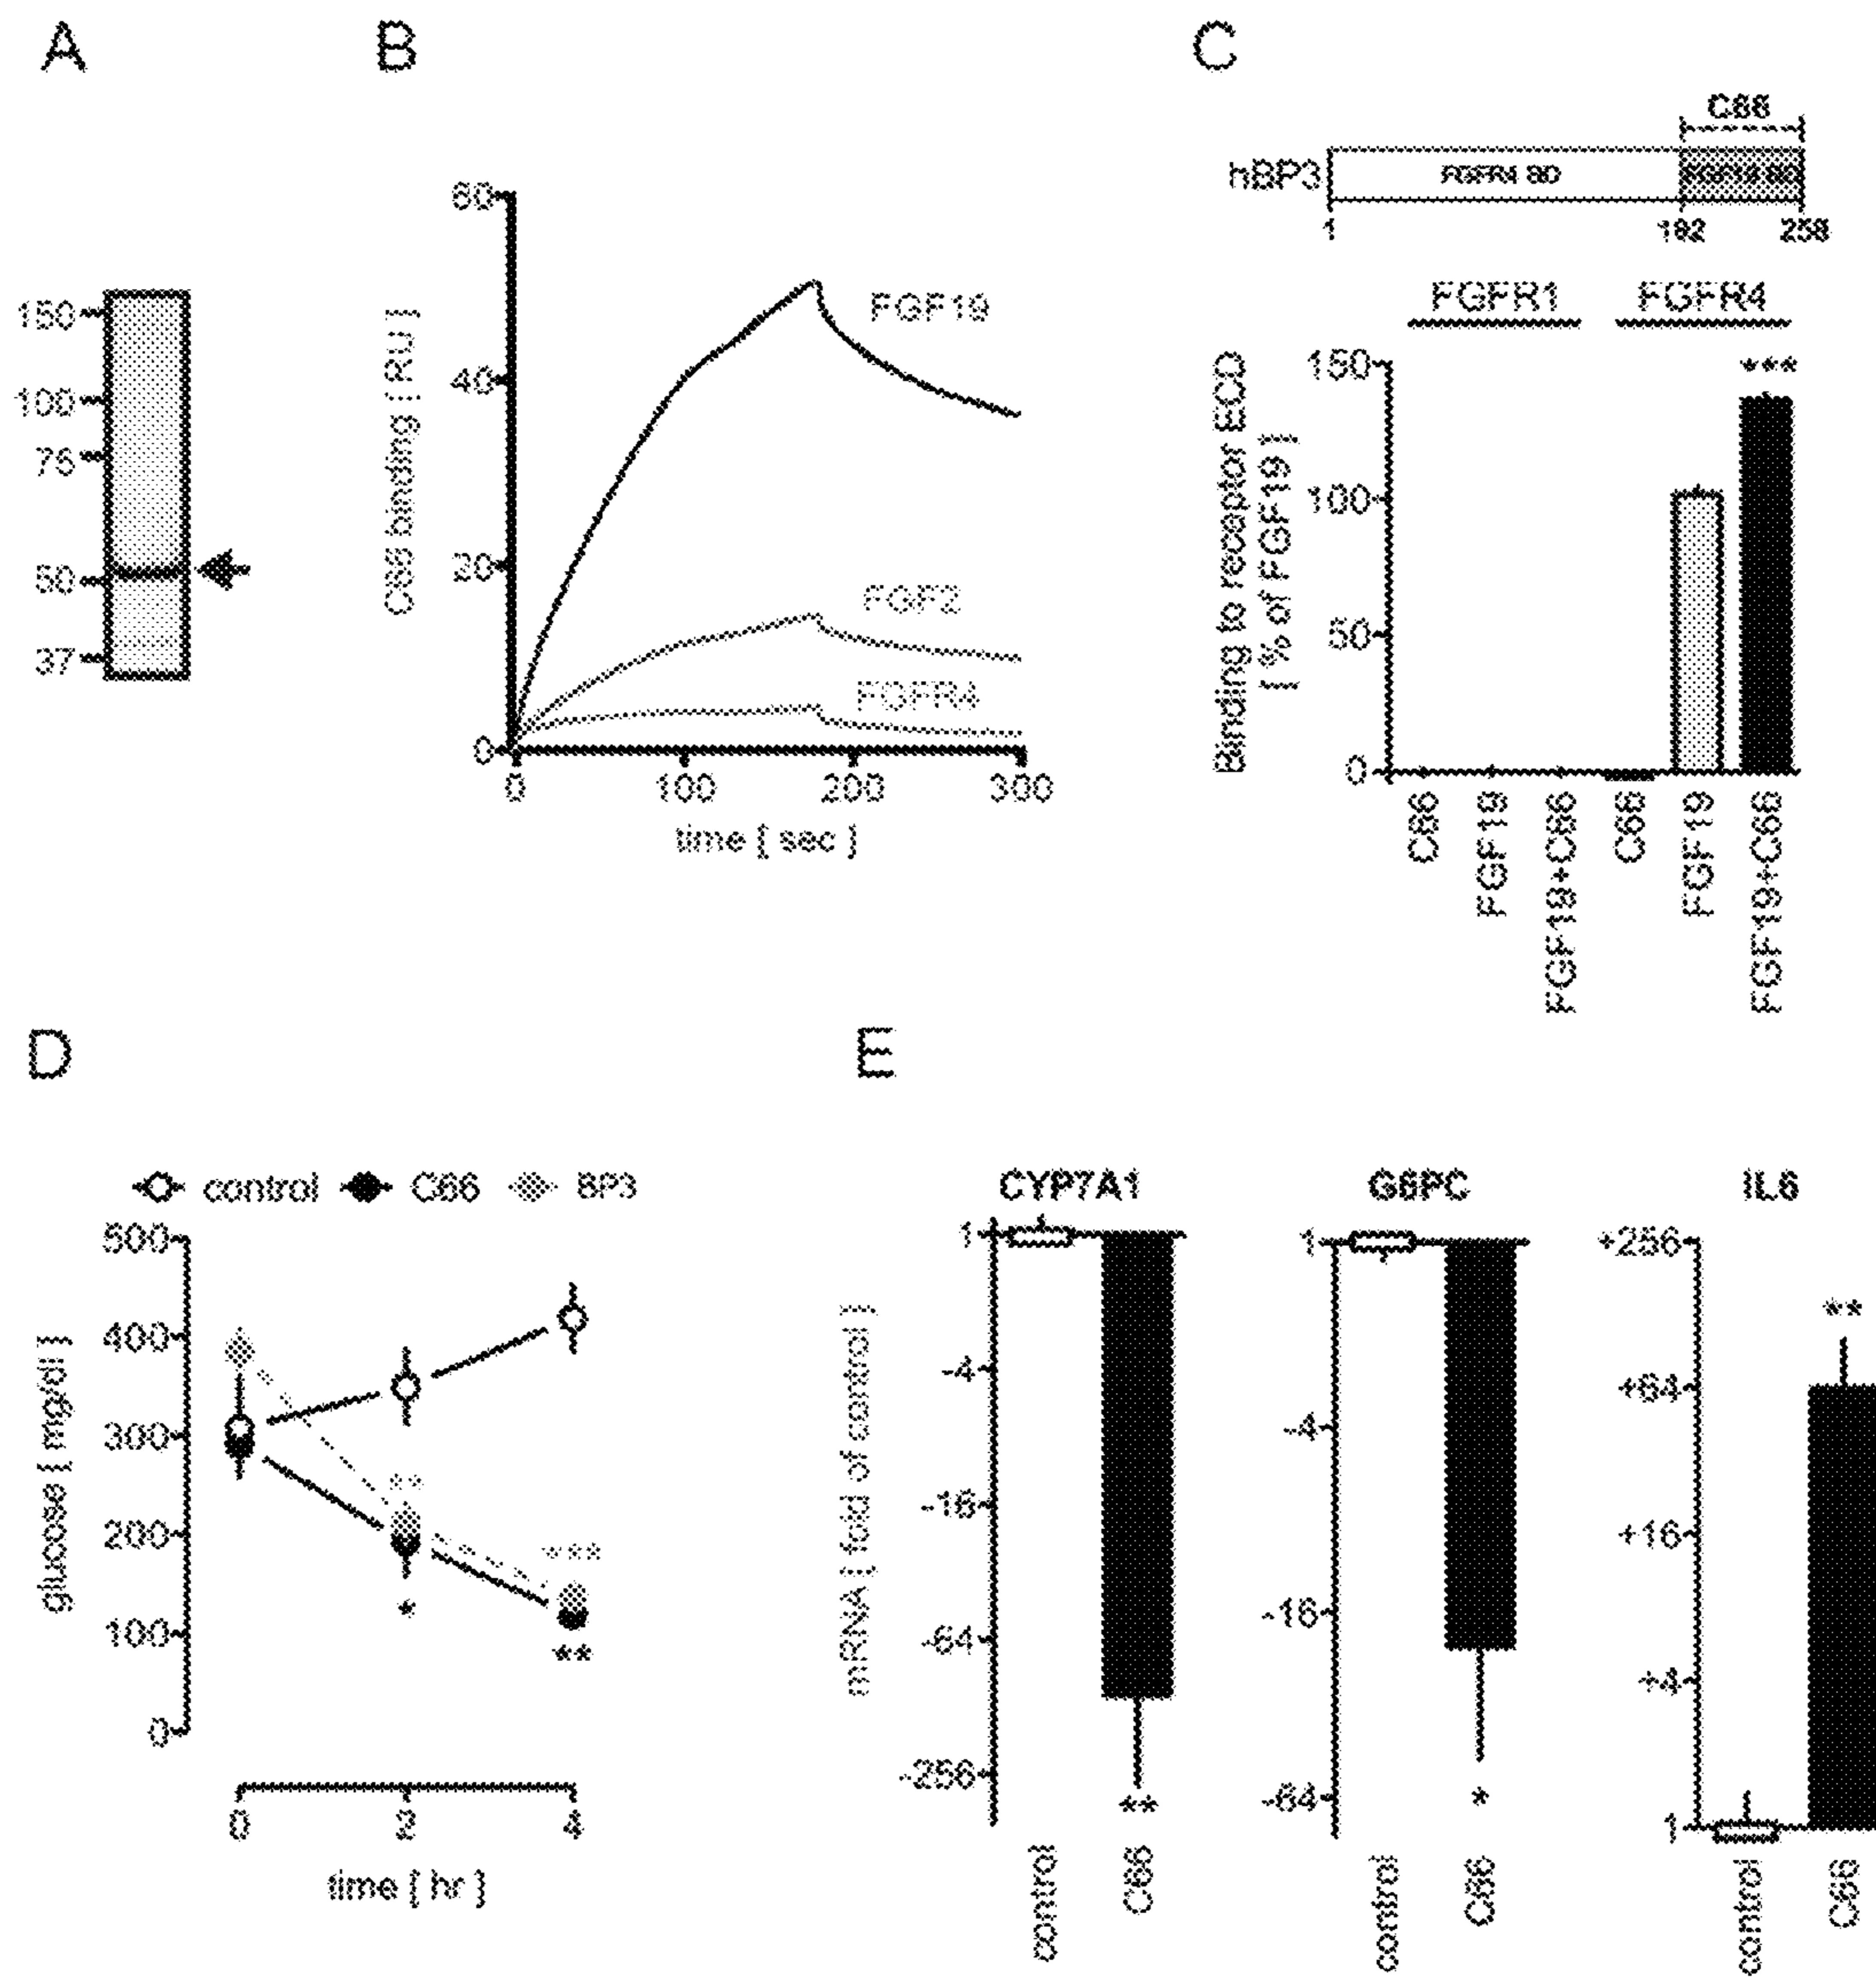 A
150
100
75
50
37
B
C66 binding [ RU ]
60
40
20
0
FGF19
FGF2
FGFR4
0 100 200 300
time [ sec ]
C
C66
hBP3
FGFR4 BD
1 192 258
FGFR1 FGFR4
Binding to receptor ECD
[ % of FGF19 ]
150
100
50
0
***
C66
FGF19
FGF19+C66
C66
FGF19
FGF19+C66
D
control C66 BP3
glucose [ mg/dl ]
500
400
300
200
100
0
**
*
***
**
0 2 4
time [ hr ]
E
mRNA [ fold of control ]
CYP7A1
1
-4
-16
-64
-256
**
control
C66
G6PC
1
-4
-16
-64
*
control
C66
IL6
+256
+64
+16
+4
1
**
control
C66